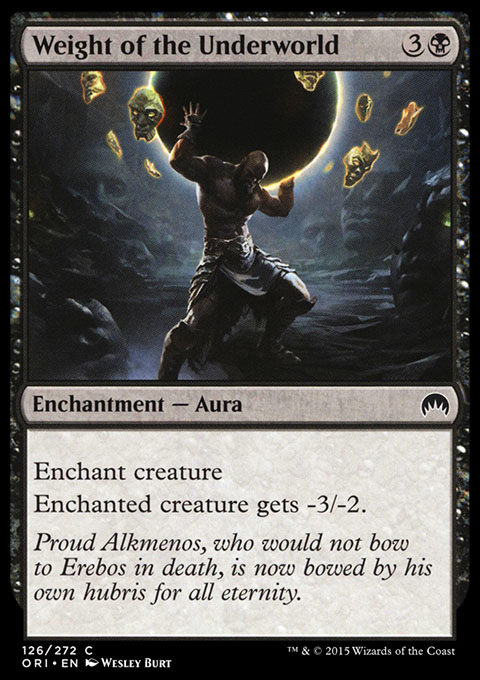 Weight of the Underworld 3
Enchantment — Aura
Enchant creature
Enchanted creature gets -3/-2.
Proud Alkmenos, who would not bow
to Erebos in death, is now bowed by his
own hubris for all eternity.
126/272 C
ORI • EN Wesley Burt
™ & © 2015 Wizards of the Coast